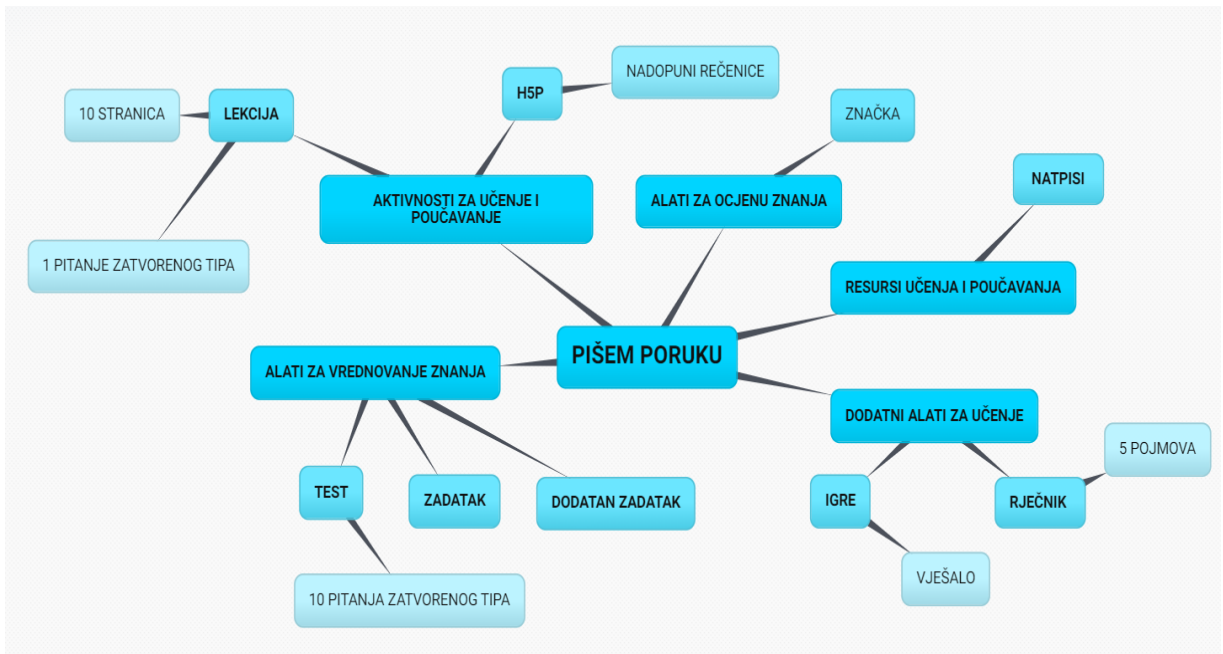 H5P
NADOPUNI REČENICE
10 STRANICA
LEKCIJA
ZNAČKA
AKTIVNOSTI ZA UČENJE I
POUČAVANJE
ALATI ZA OCJENU ZNANJA
NATPISI
1 PITANJE ZATVORENOG TIPA
RESURSI UČENJA I POUČAVANJA
PIŠEM PORUKU
ALATI ZA VREDNOVANJE ZNANJA
DODATNI ALATI ZA UČENJE
5 POJMOVA
TEST
ZADATAK
DODATAN ZADATAK
IGRE
RJEČNIK
VJEŠALO
10 PITANJA ZATVORENOG TIPA